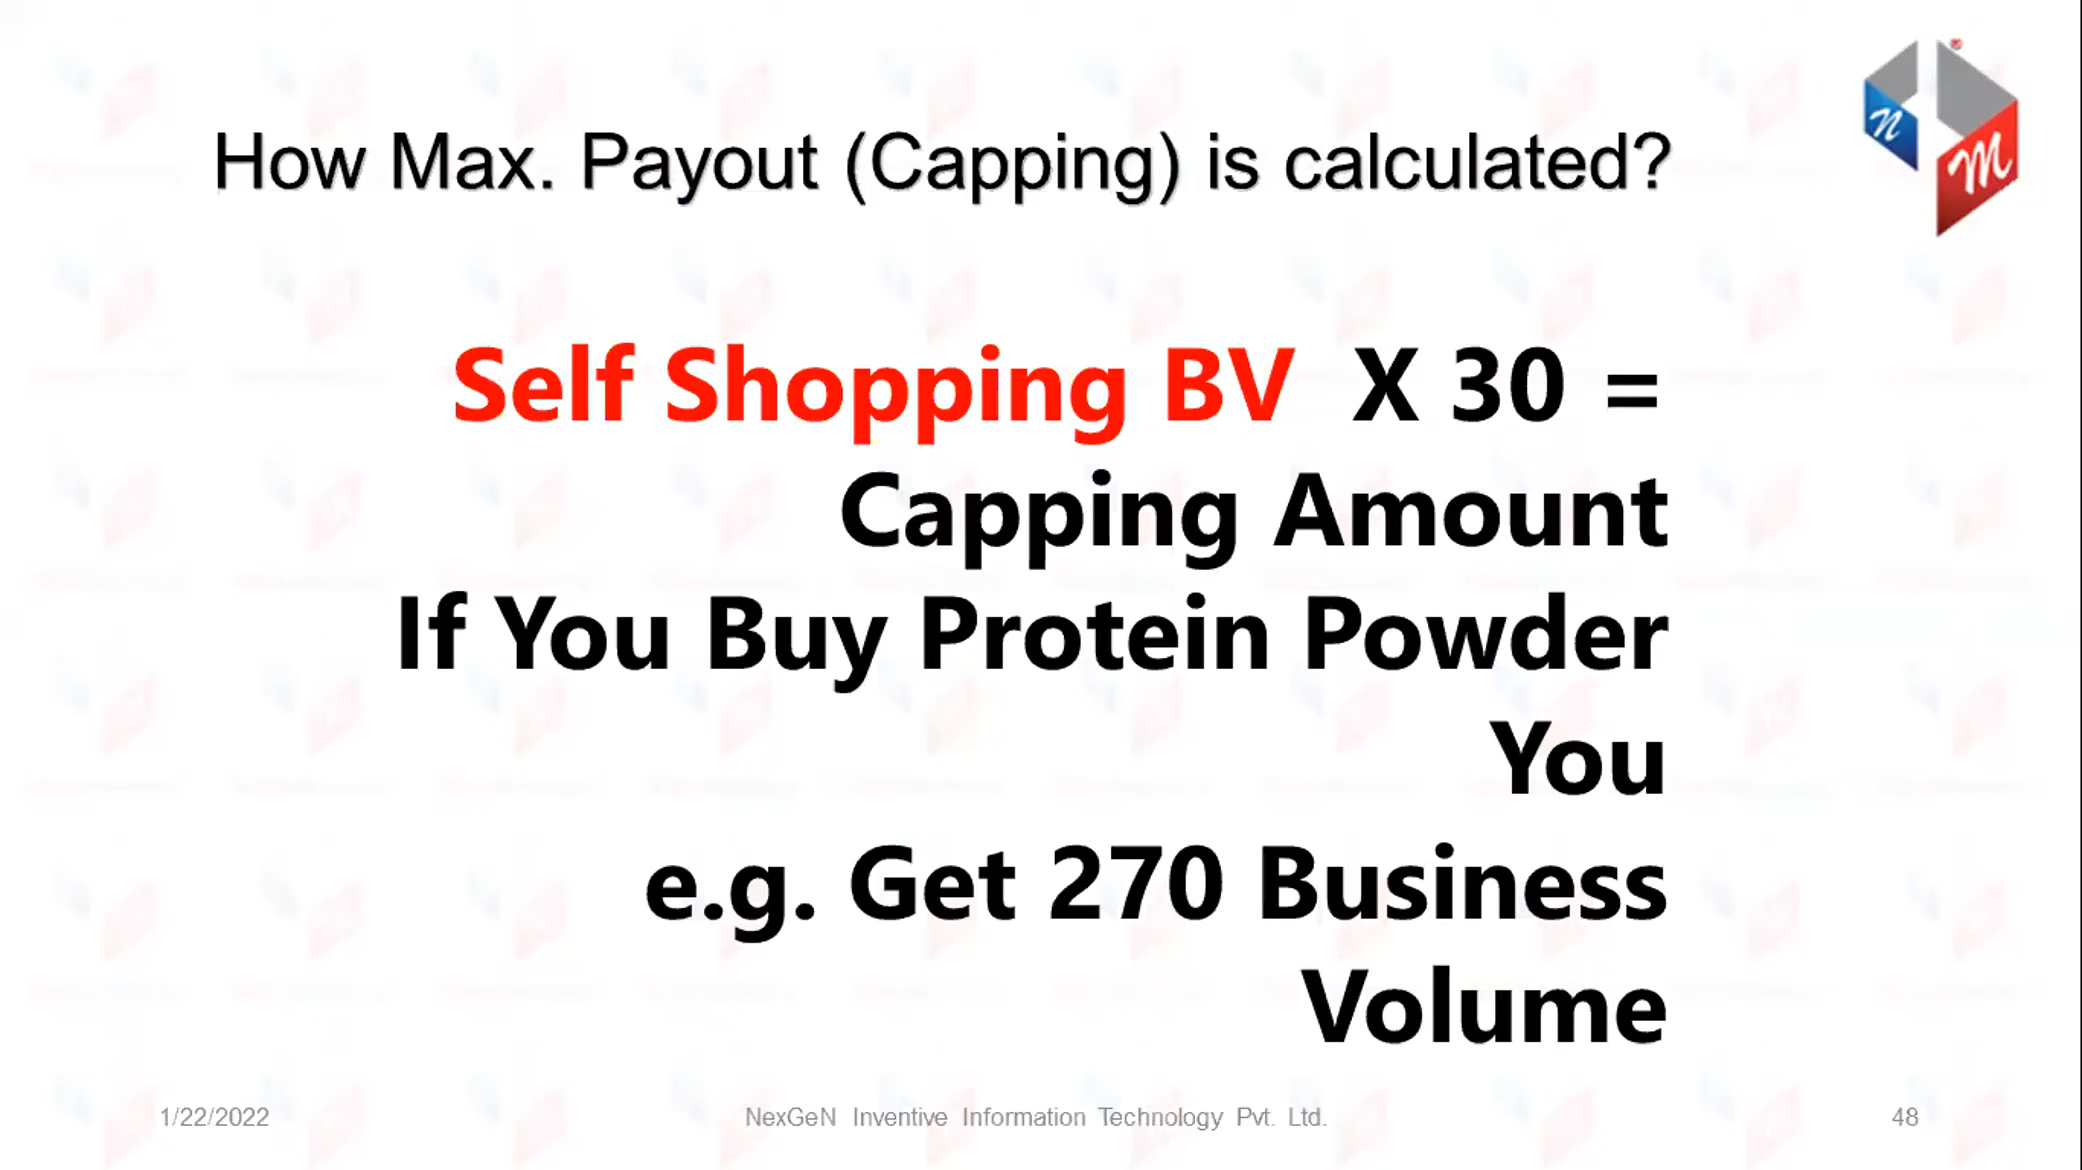 How Max. Payout (Capping) is calculated?
n
M
Self Shopping BV X 30 =
Capping Amount
If You Buy Protein Powder
You
e.g. Get 270 Business
Volume
1/22/2022
NexGeN Inventive Information Technology Pvt. Ltd.
48